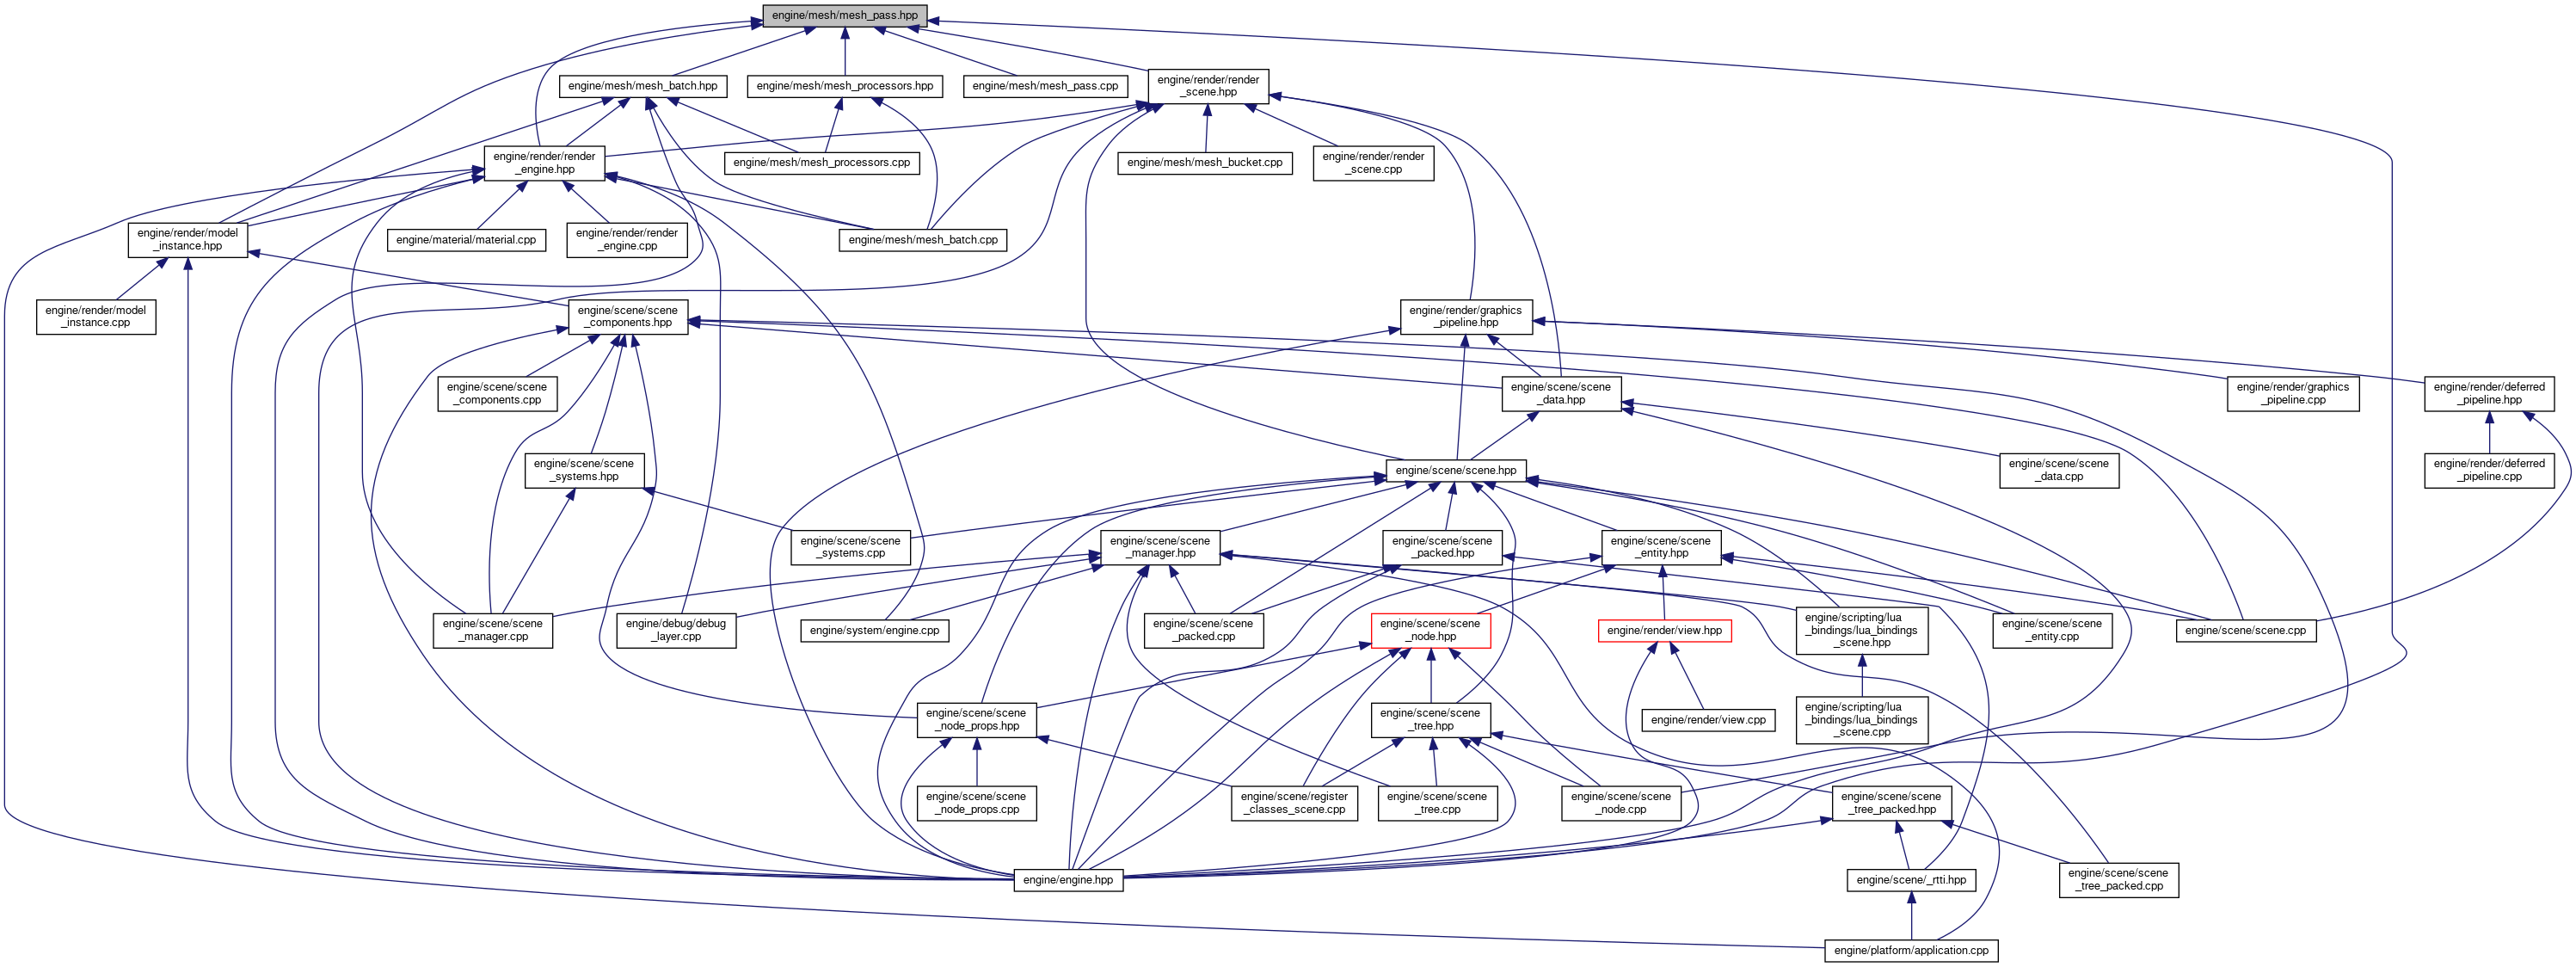 engine/mesh/mesh_pass.hpp
engine/mesh/mesh_batch.hpp
engine/mesh/mesh_processors.hpp
engine/mesh/mesh_pass.cpp
engine/render/render
_scene.hpp
engine/render/render
_engine.hpp
engine/mesh/mesh_processors.cpp
engine/mesh/mesh_bucket.cpp
engine/render/render
_scene.cpp
engine/render/model
_instance.hpp
engine/material/material.cpp
engine/render/render
_engine.cpp
engine/mesh/mesh_batch.cpp
engine/render/model
_instance.cpp
engine/scene/scene
_components.hpp
engine/render/graphics
_pipeline.hpp
engine/scene/scene
_components.cpp
engine/scene/scene
_data.hpp
engine/render/graphics
_pipeline.cpp
engine/render/deferred
_pipeline.hpp
engine/scene/scene
_systems.hpp
engine/scene/scene.hpp
engine/scene/scene
_data.cpp
engine/render/deferred
_pipeline.cpp
engine/scene/scene
_systems.cpp
engine/scene/scene
_manager.hpp
engine/scene/scene
_packed.hpp
engine/scene/scene
_entity.hpp
engine/scene/scene
_manager.cpp
engine/debug/debug
_layer.cpp
engine/system/engine.cpp
engine/scene/scene
_packed.cpp
engine/scene/scene
_node.hpp
engine/render/view.hpp
engine/scripting/lua
_bindings/lua_bindings
_scene.hpp
engine/scene/scene
_entity.cpp
engine/scene/scene.cpp
engine/scene/scene
_node_props.hpp
engine/scene/scene
_tree.hpp
engine/render/view.cpp
engine/scripting/lua
_bindings/lua_bindings
_scene.cpp
engine/scene/scene
_node_props.cpp
engine/scene/register
_classes_scene.cpp
engine/scene/scene
_tree.cpp
engine/scene/scene
_node.cpp
engine/scene/scene
_tree_packed.hpp
engine/engine.hpp
engine/scene/_rtti.hpp
engine/scene/scene
_tree_packed.cpp
engine/platform/application.cpp